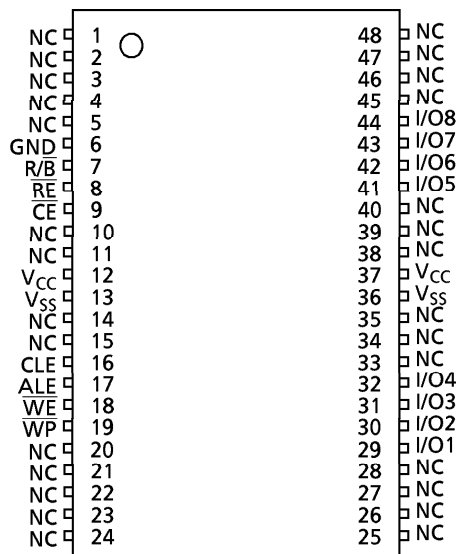 NC 1 48 NC
NC 2 47 NC
NC 3 46 NC
NC 4 45 NC
NC 5 44 I/O8
GND 6 43 I/O7
R/B̅ 7 42 I/O6
R̅E̅ 8 41 I/O5
C̅E̅ 9 40 NC
NC 10 39 NC
NC 11 38 NC
VCC 12 37 VCC
VSS 13 36 VSS
NC 14 35 NC
NC 15 34 NC
CLE 16 33 NC
ALE 17 32 I/O4
W̅E̅ 18 31 I/O3
W̅P̅ 19 30 I/O2
NC 20 29 I/O1
NC 21 28 NC
NC 22 27 NC
NC 23 26 NC
NC 24 25 NC